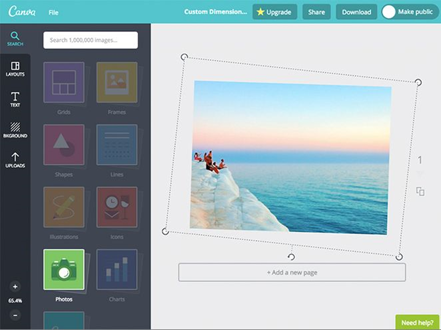 Canva
File
Custom Dimension...
Upgrade
Share
Download
Make public
SEARCH
Search 1,000,000 images...
LAYOUTS
TEXT
BKGROUND
UPLOADS
Grids
Frames
Shapes
Lines
Illustrations
Icons
Photos
Charts
1
+ Add a new page
+
65.4%
−
Need help?